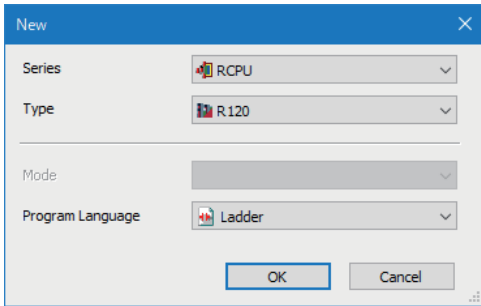 New
Series
RCPU
Type
R120
Mode
Program Language
Ladder
OK
Cancel